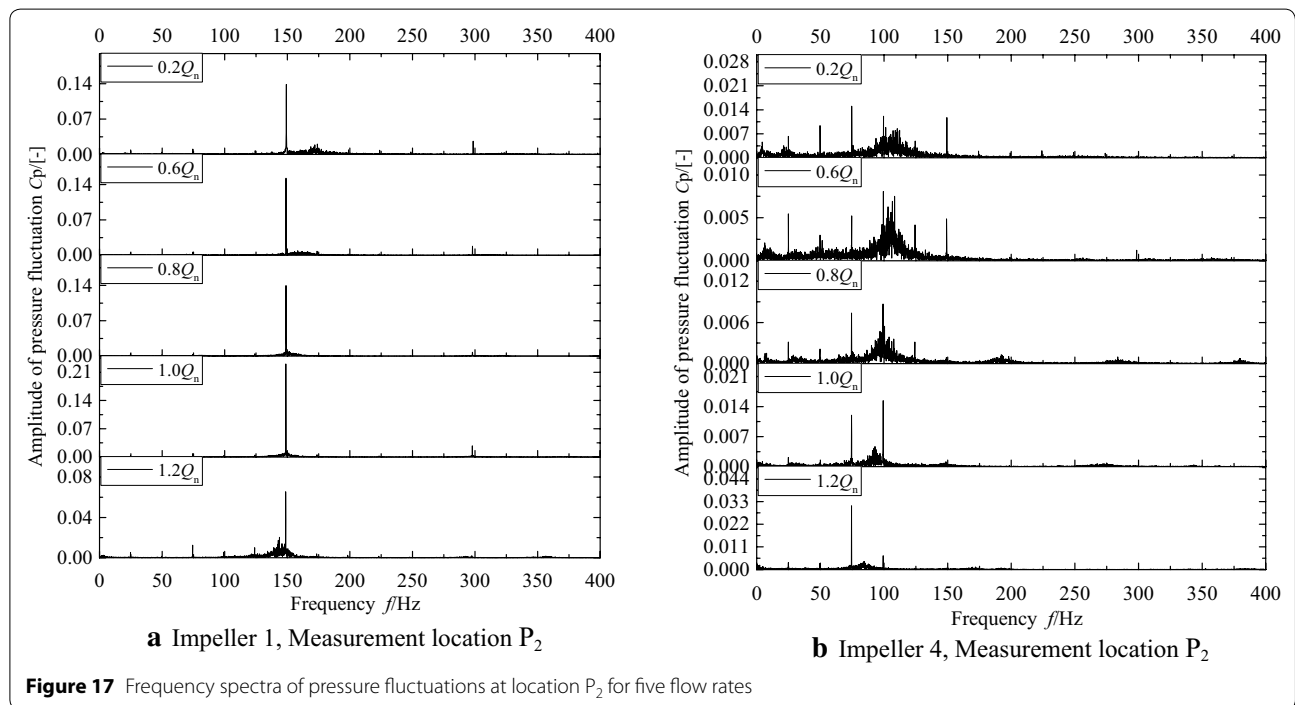 0 50 100 150 200 250 300 350 400
0.2Qn
0.14
0.07
0.00
0.6Qn
0.14
0.07
0.00
0.8Qn
0.14
0.07
0.00
1.0Qn
0.21
0.14
0.07
0.00
1.2Qn
0.08
0.04
0.00
0 50 100 150 200 250 300 350 400
Frequency f/Hz
Amplitude of pressure fluctuation Cp/[-]
a Impeller 1, Measurement location P2
0 50 100 150 200 250 300 350 400
0.2Qn
0.028
0.021
0.014
0.007
0.000
0.6Qn
0.010
0.005
0.000
0.8Qn
0.012
0.006
0.000
1.0Qn
0.021
0.014
0.007
0.000
1.2Qn
0.044
0.033
0.022
0.011
0.000
0 50 100 150 200 250 300 350 400
Frequency f/Hz
Amplitude of pressure fluctuation Cp/[-]
b Impeller 4, Measurement location P2
Figure 17 Frequency spectra of pressure fluctuations at location P2 for five flow rates